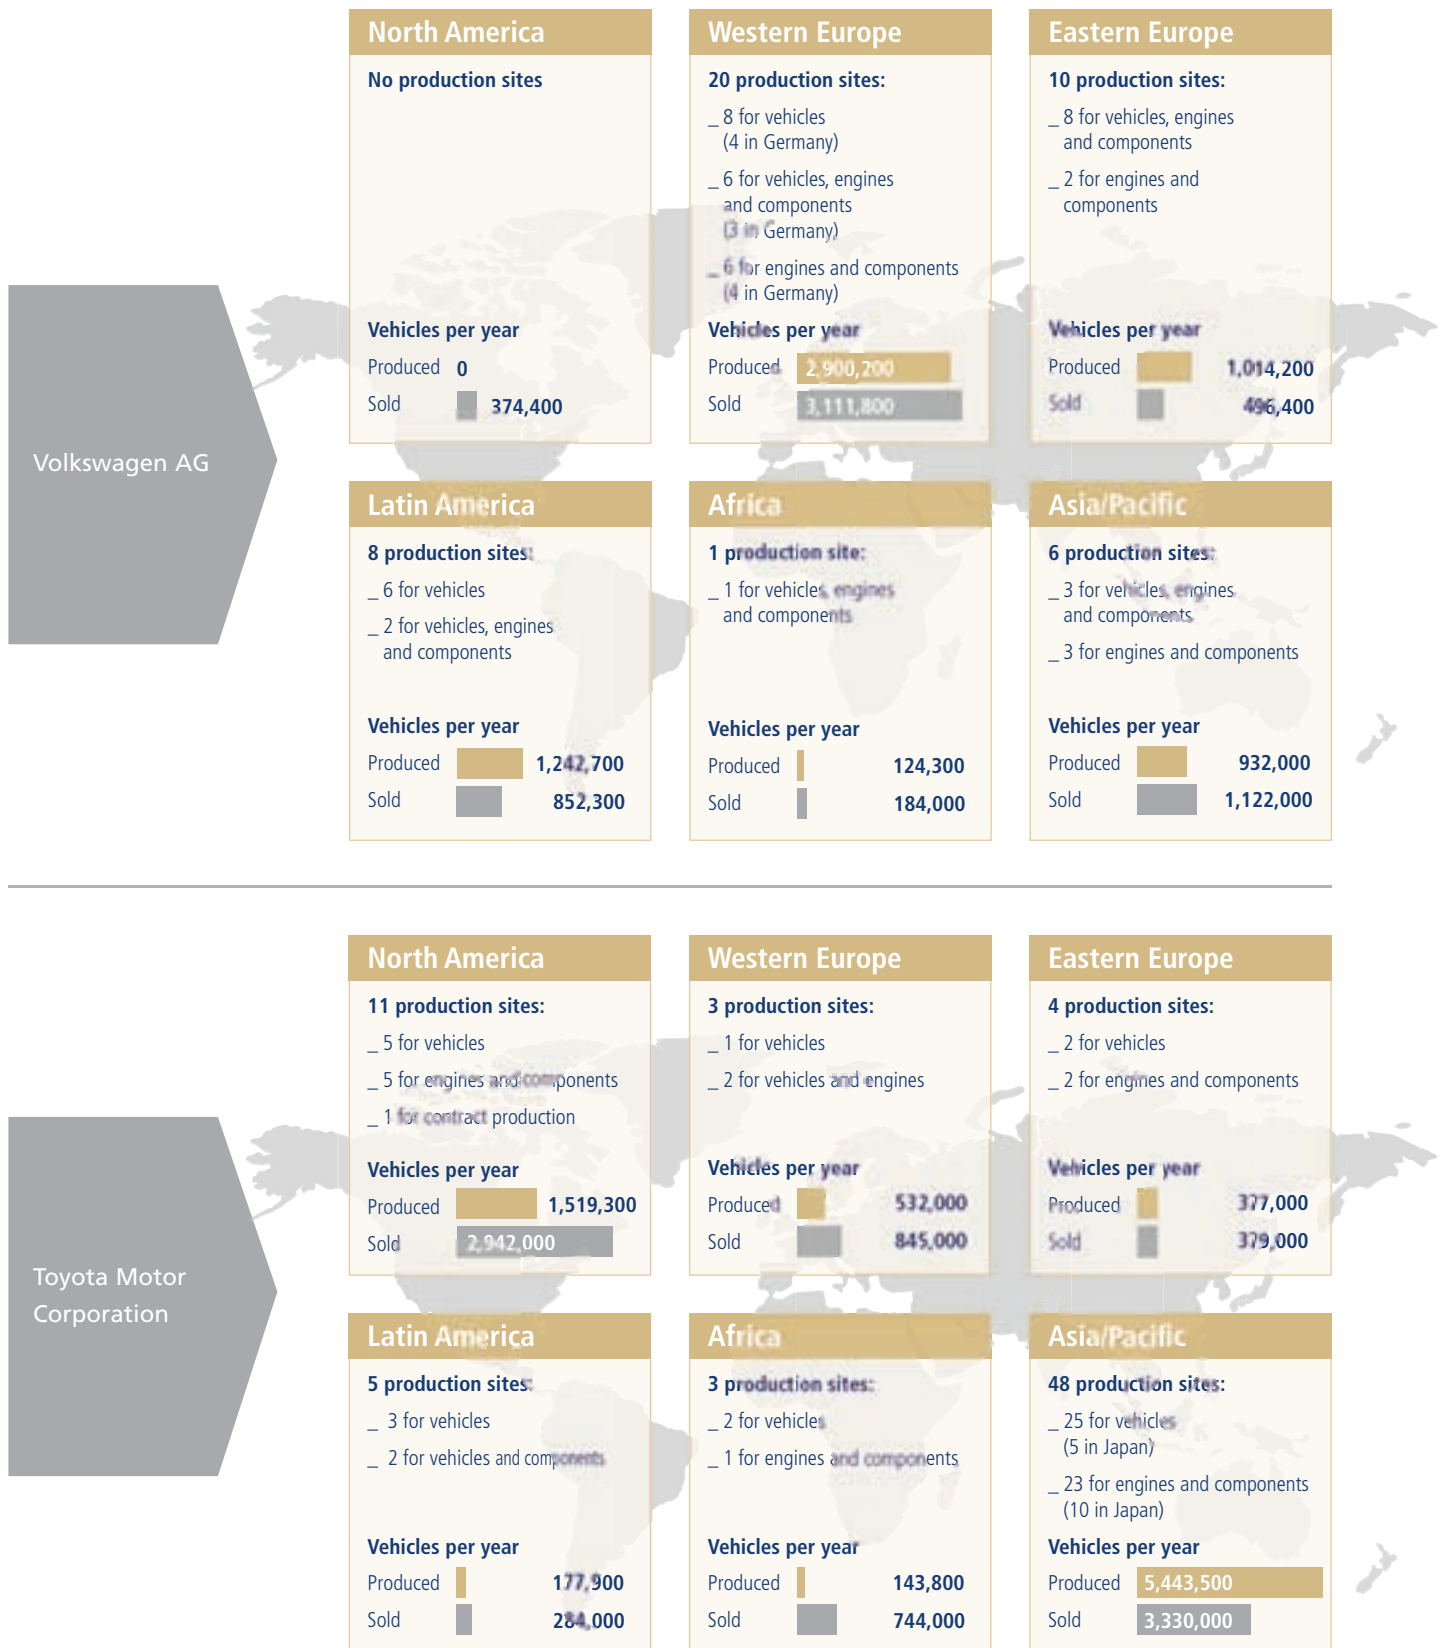 Volkswagen AG
North America
No production sites
Vehicles per year
Produced 0
Sold 374,400
Western Europe
20 production sites:
_ 8 for vehicles
(4 in Germany)
_ 6 for vehicles, engines
and components
(3 in Germany)
_ 6 for engines and components
(4 in Germany)
Vehicles per year
Produced 2,900,200
Sold 3,111,800
Eastern Europe
10 production sites:
_ 8 for vehicles, engines
and components
_ 2 for engines and
components
Vehicles per year
Produced 1,014,200
Sold 496,400
Latin America
8 production sites:
_ 6 for vehicles
_ 2 for vehicles, engines
and components
Vehicles per year
Produced 1,242,700
Sold 852,300
Africa
1 production site:
_ 1 for vehicles, engines
and components
Vehicles per year
Produced 124,300
Sold 184,000
Asia/Pacific
6 production sites:
_ 3 for vehicles, engines
and components
_ 3 for engines and components
Vehicles per year
Produced 932,000
Sold 1,122,000
Toyota Motor
Corporation
North America
11 production sites:
_ 5 for vehicles
_ 5 for engines and components
_ 1 for contract production
Vehicles per year
Produced 1,519,300
Sold 2,942,000
Western Europe
3 production sites:
_ 1 for vehicles
_ 2 for vehicles and engines
Vehicles per year
Produced 532,000
Sold 845,000
Eastern Europe
4 production sites:
_ 2 for vehicles
_ 2 for engines and components
Vehicles per year
Produced 377,000
Sold 379,000
Latin America
5 production sites:
_ 3 for vehicles
_ 2 for vehicles and components
Vehicles per year
Produced 177,900
Sold 284,000
Africa
3 production sites:
_ 2 for vehicles
_ 1 for engines and components
Vehicles per year
Produced 143,800
Sold 744,000
Asia/Pacific
48 production sites:
_ 25 for vehicles
(5 in Japan)
_ 23 for engines and components
(10 in Japan)
Vehicles per year
Produced 5,443,500
Sold 3,330,000